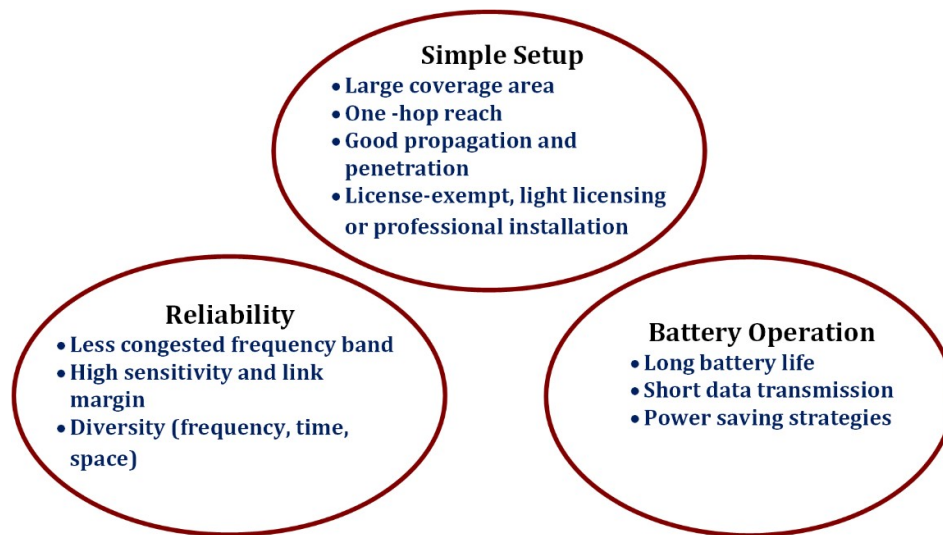 Simple Setup
• Large coverage area
• One -hop reach
• Good propagation and
penetration
• License-exempt, light licensing
or professional installation
Reliability
• Less congested frequency band
• High sensitivity and link
margin
• Diversity (frequency, time,
space)
Battery Operation
• Long battery life
• Short data transmission
• Power saving strategies